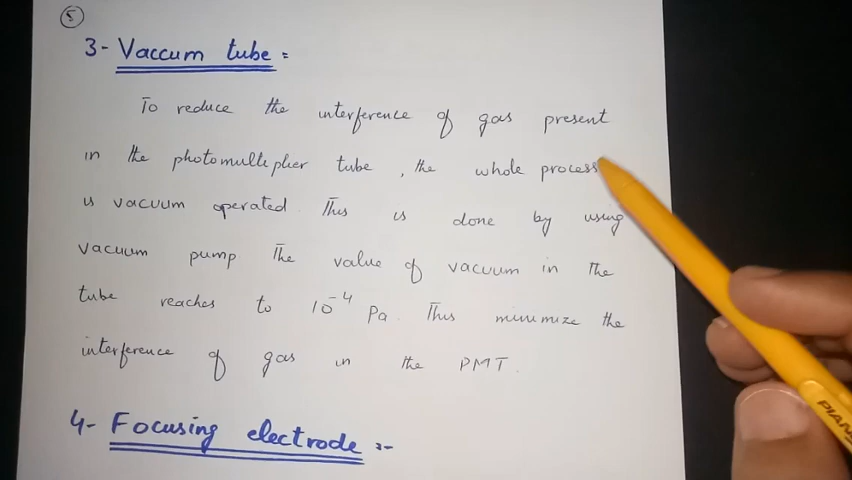 5
3- Vaccum tube :-
To reduce the interference of gas present
in the photomultiplier tube, the whole process
is vacuum operated. This is done by using
vacuum pump The value of vacuum in the
tube reaches to 10⁻⁴ Pa. This minimize the
interference of gas in the PMT.
4- Focusing electrode :-
PIANO